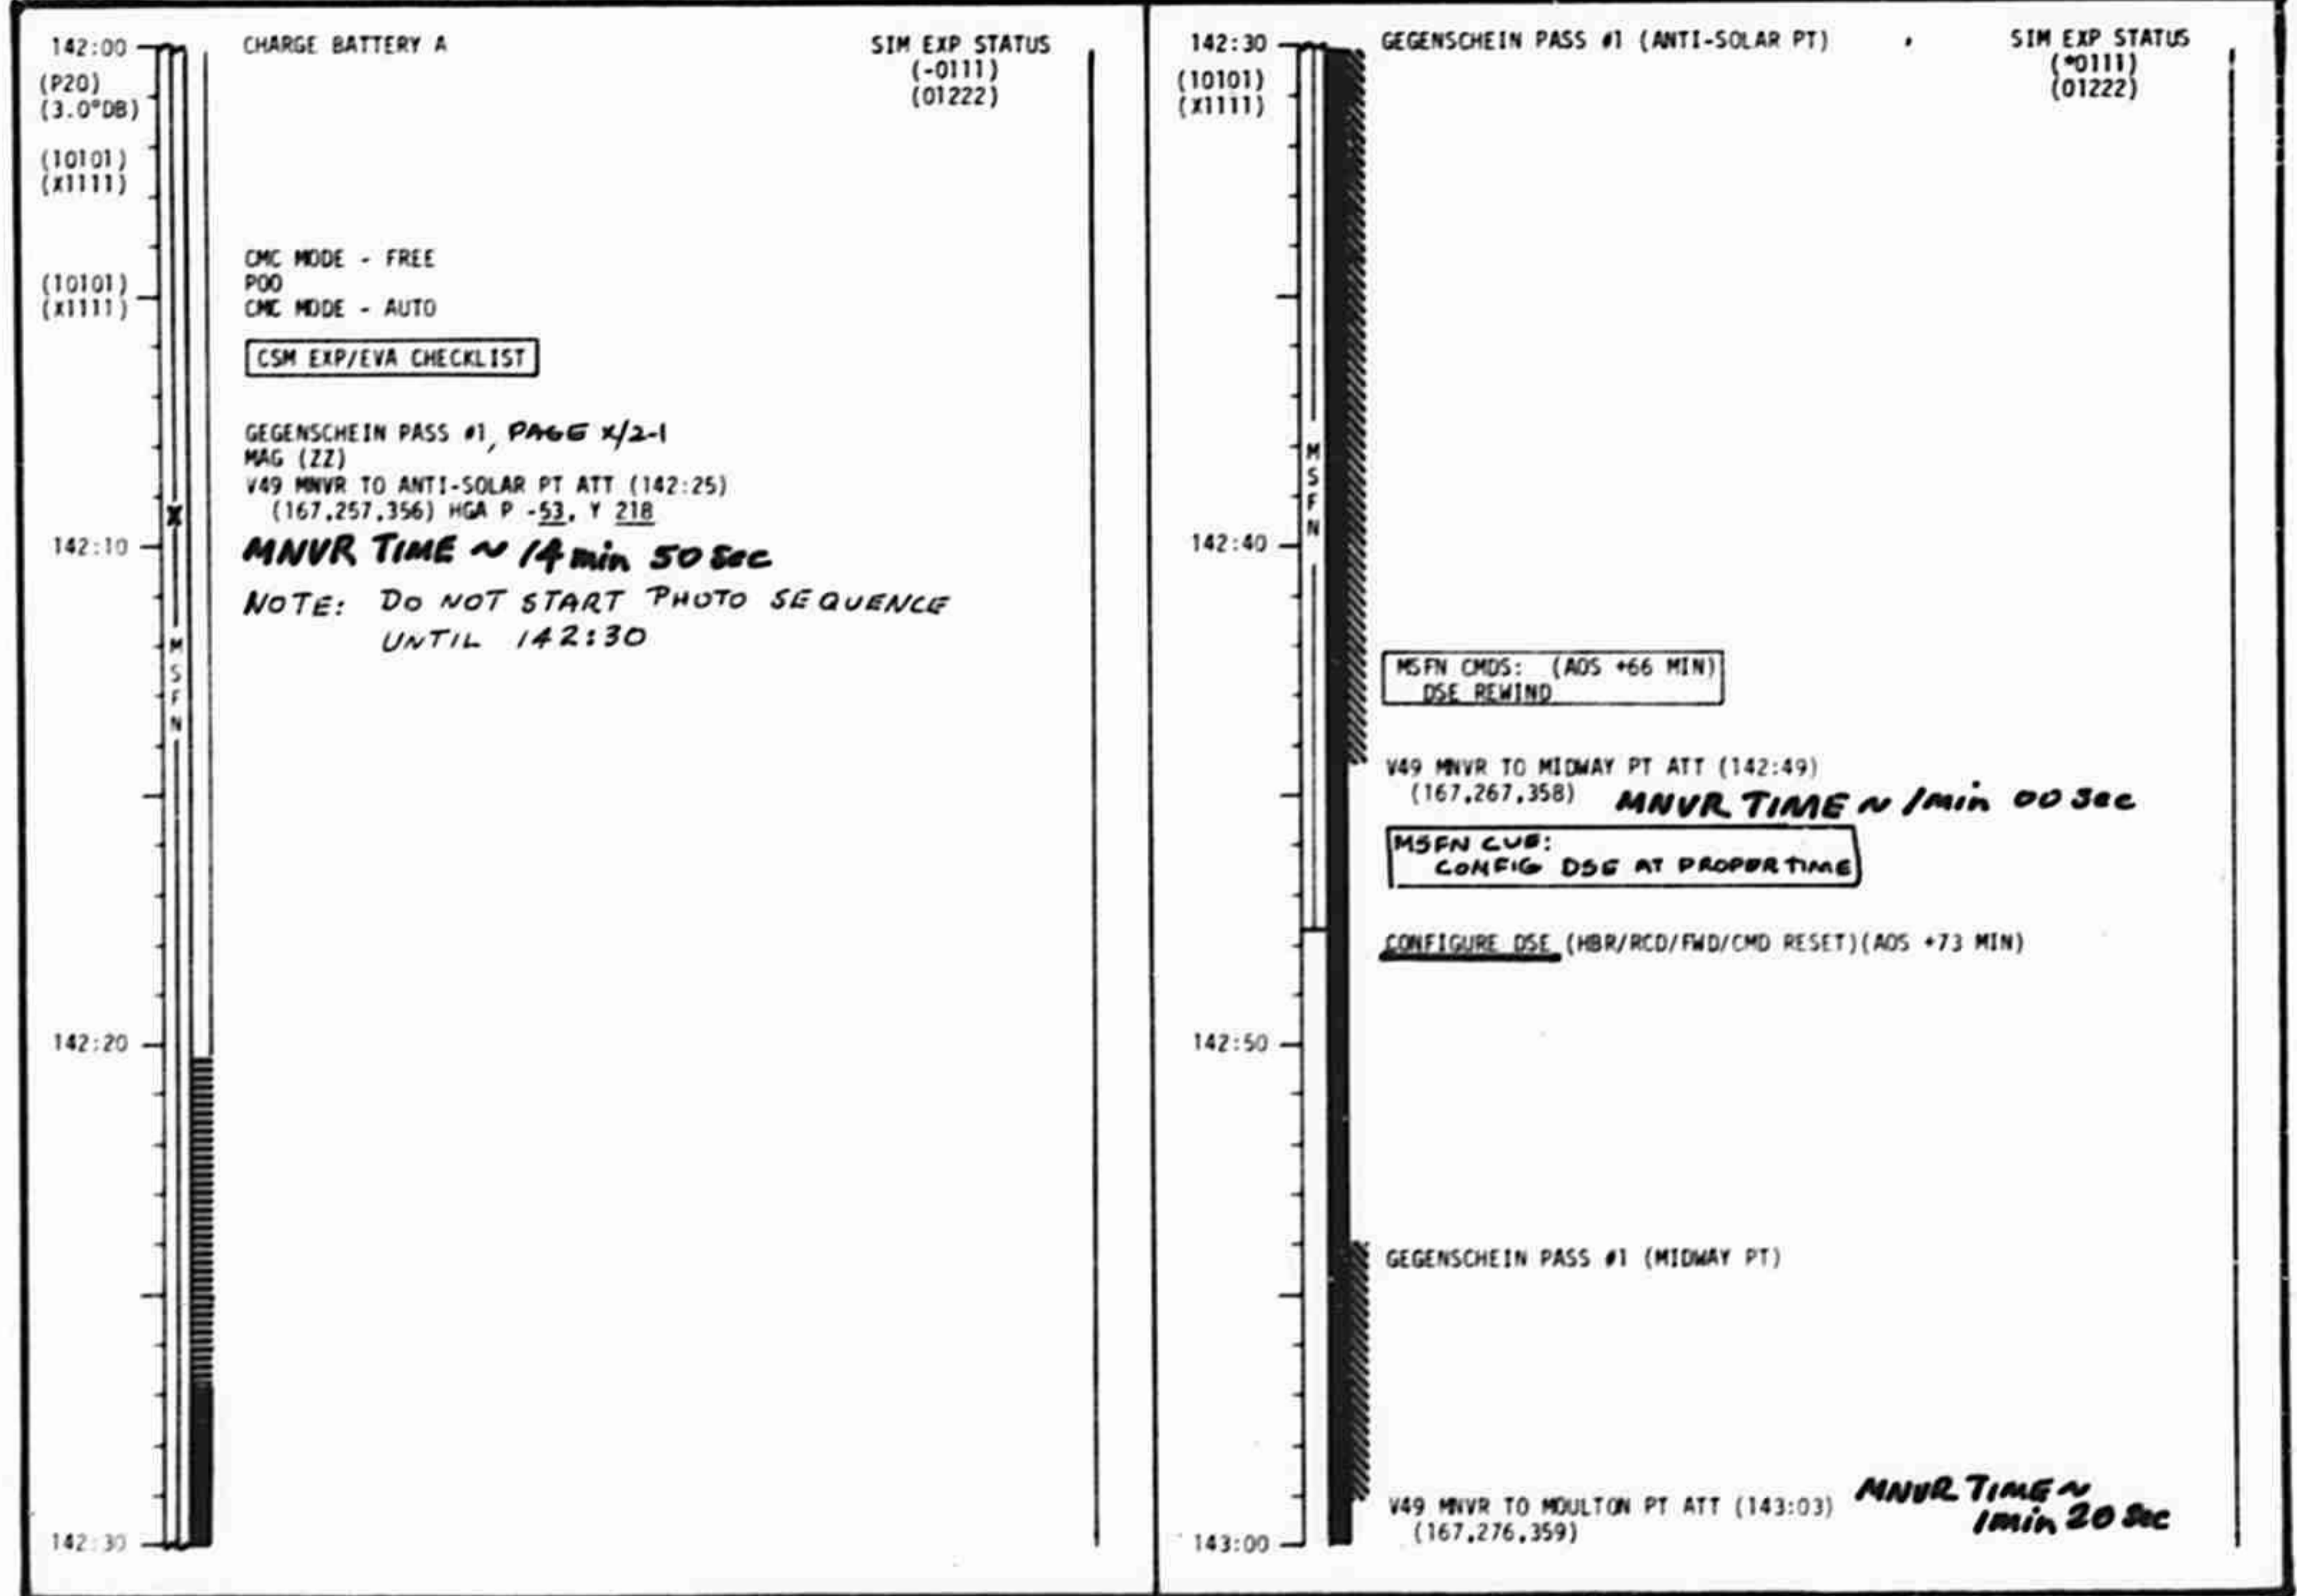 142:00
CHARGE BATTERY A
SIM EXP STATUS
(-0111)
(01222)
(P20)
(3.0°DB)
(10101)
(X1111)
CMC MODE - FREE
(10101)
P00
(X1111)
CMC MODE - AUTO
CSM EXP/EVA CHECKLIST
GEGENSCHEIN PASS #1, PAGE X/2-1
MAG (ZZ)
V49 MNVR TO ANTI-SOLAR PT ATT (142:25)
(167,257,356) HGA P -53, Y 218
X
142:10
MNVR TIME ~ 14 min 50 Sec
NOTE: DO NOT START PHOTO SEQUENCE
UNTIL 142:30
MSFN
142:20
142:30
142:30
GEGENSCHEIN PASS #1 (ANTI-SOLAR PT)
SIM EXP STATUS
(*0111)
(01222)
(10101)
(X1111)
MSFN
142:40
MSFN CMDS: (AOS +66 MIN)
DSE REWIND
V49 MNVR TO MIDWAY PT ATT (142:49)
(167,267,358) MNVR TIME ~ 1 min 00 Sec
MSFN CUE:
CONFIG DSE AT PROPER TIME
CONFIGURE DSE (HBR/RCD/FWD/CMD RESET)(AOS +73 MIN)
142:50
GEGENSCHEIN PASS #1 (MIDWAY PT)
V49 MNVR TO MOULTON PT ATT (143:03)
(167,276,359)
MNVR TIME ~
1 min 20 Sec
143:00